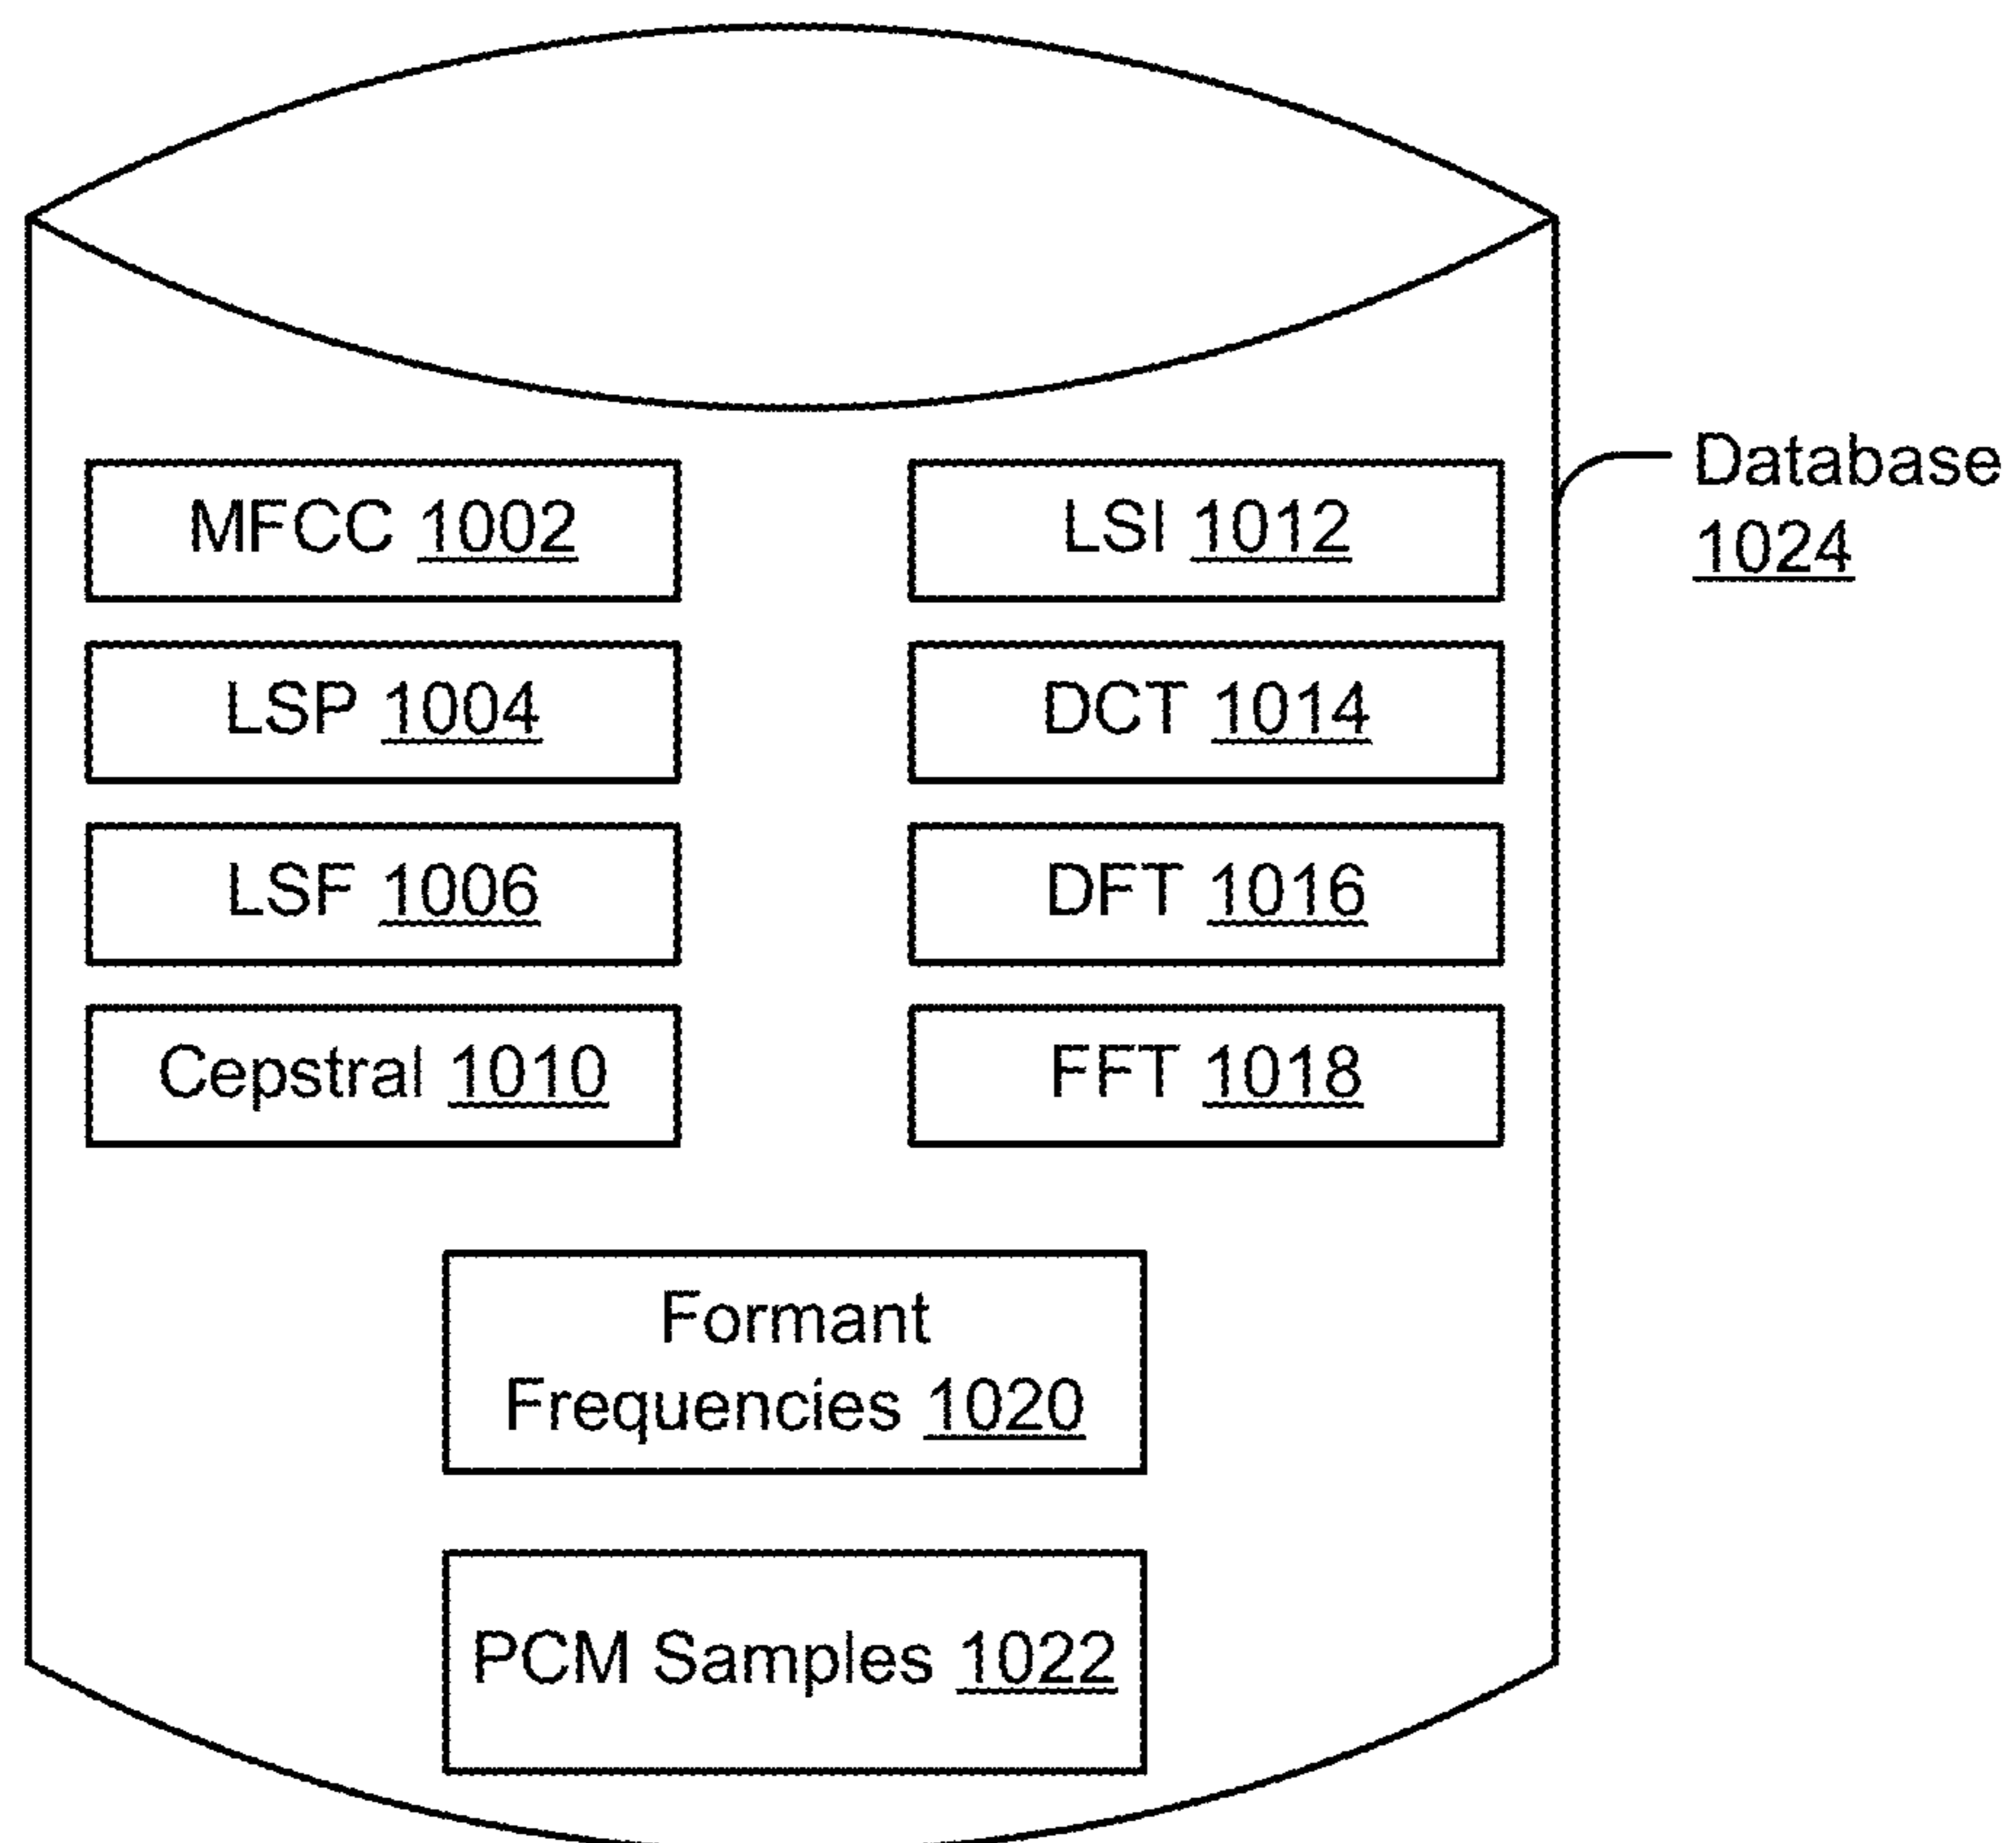 MFCC 1002
LSP 1004
LSF 1006
Cepstral 1010
LSI 1012
DCT 1014
DFT 1016
FFT 1018
Formant
Frequencies 1020
PCM Samples 1022
Database
1024